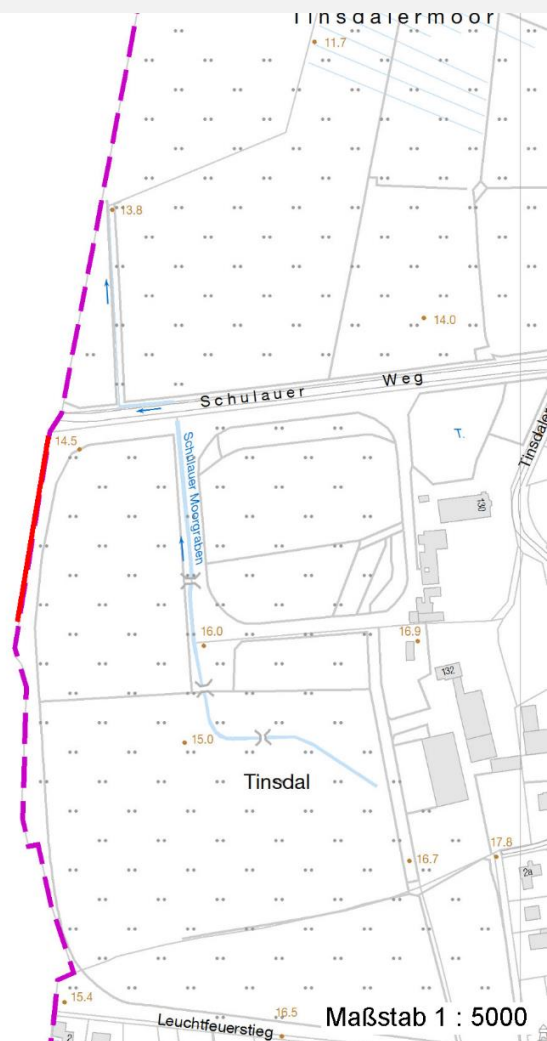 Tinsdalermoor
11.7
13.8
14.0
Schulauer Weg
14.5
T.
Tinsdaler
Schulauer Moorgraben
130
16.0
16.9
132
15.0
Tinsdal
16.7
17.8
2a
15.4
16.5
Maßstab 1 : 5000
Leuchtfeuerstieg
2